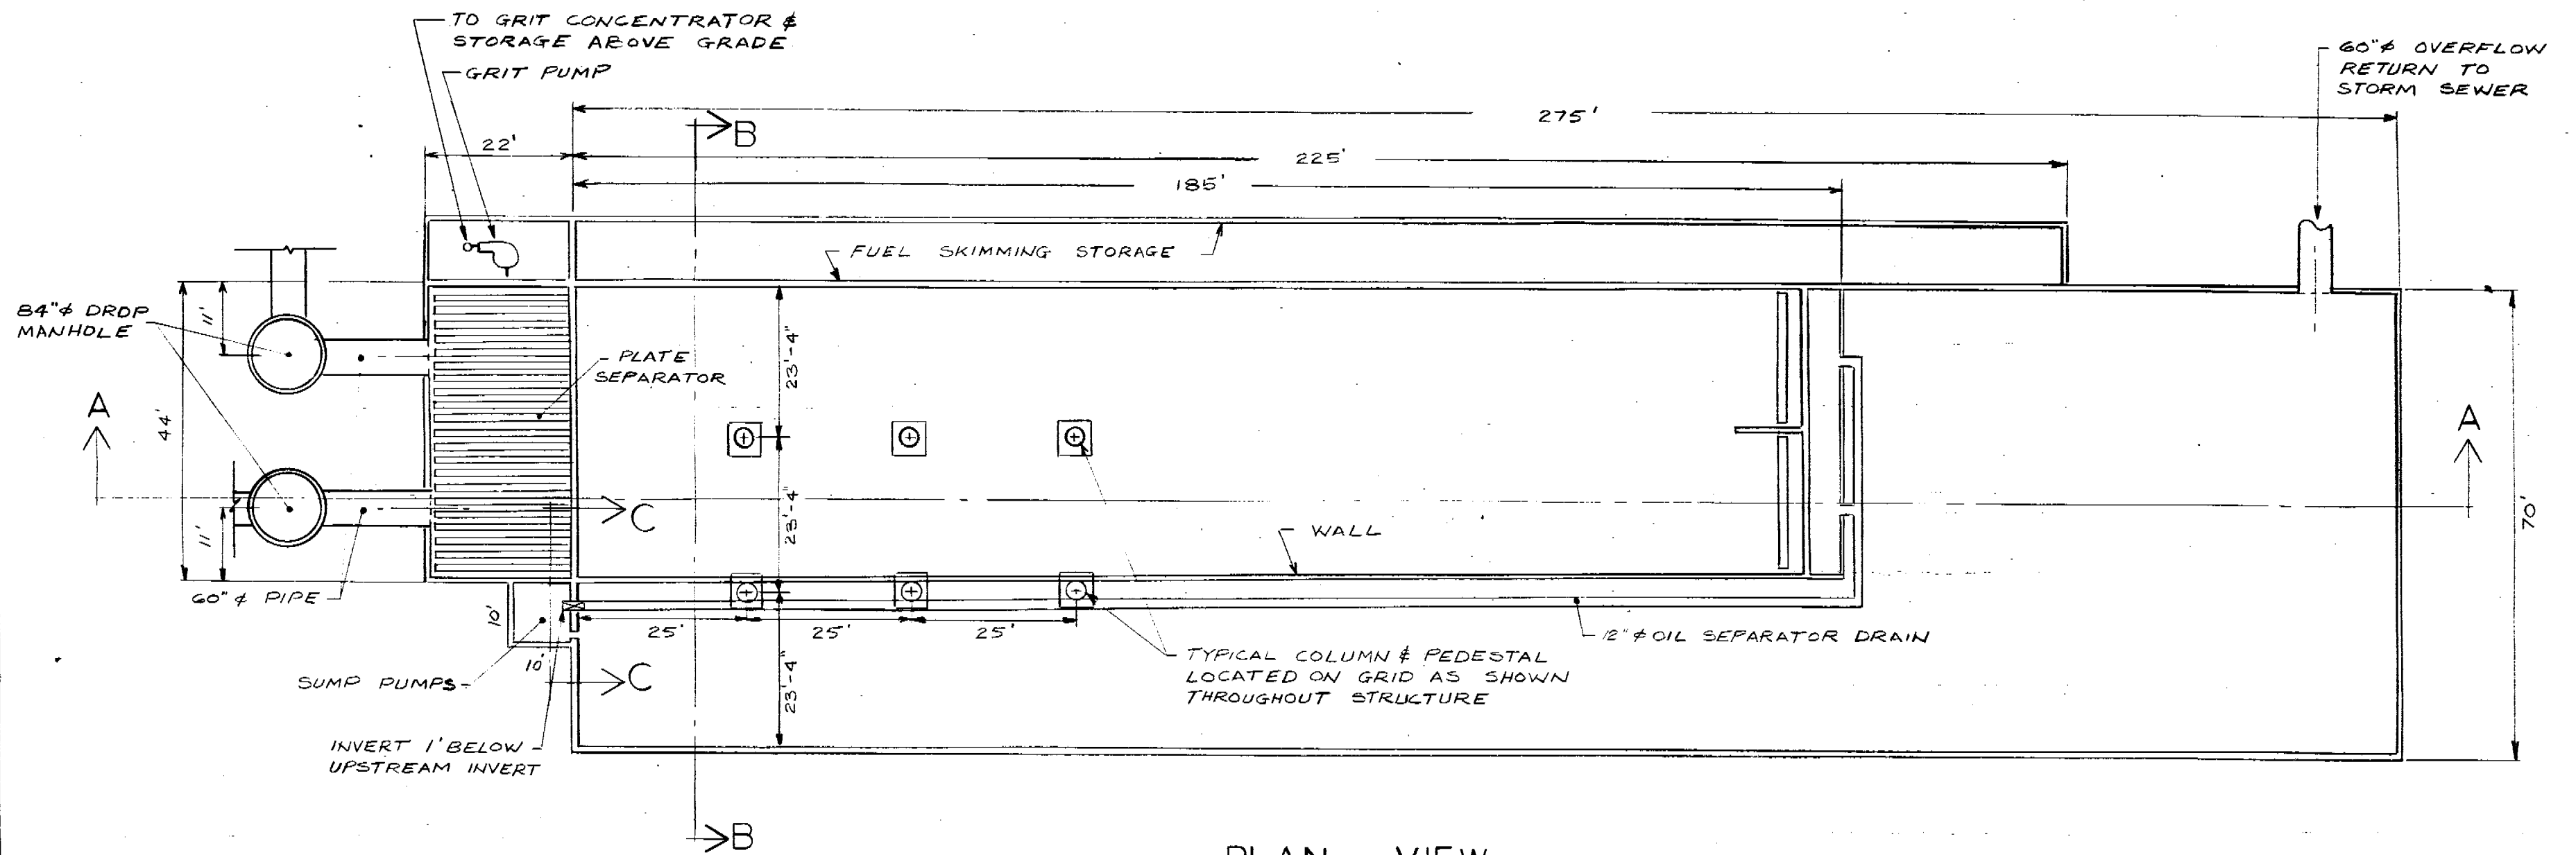 TO GRIT CONCENTRATOR &
STORAGE ABOVE GRADE
GRIT PUMP
60"⌀ OVERFLOW
RETURN TO
STORM SEWER
275'
B
22'
225'
185'
FUEL SKIMMING STORAGE
84"⌀ DROP
MANHOLE
11'
PLATE
SEPARATOR
23'-4"
A
44'
A
C
23'-4"
WALL
70'
11'
60"⌀ PIPE
10'
25'
25'
25'
12"⌀ OIL SEPARATOR DRAIN
10'
SUMP PUMPS
C
23'-4"
TYPICAL COLUMN & PEDESTAL
LOCATED ON GRID AS SHOWN
THROUGHOUT STRUCTURE
INVERT 1' BELOW
UPSTREAM INVERT
B
PLAN VIEW